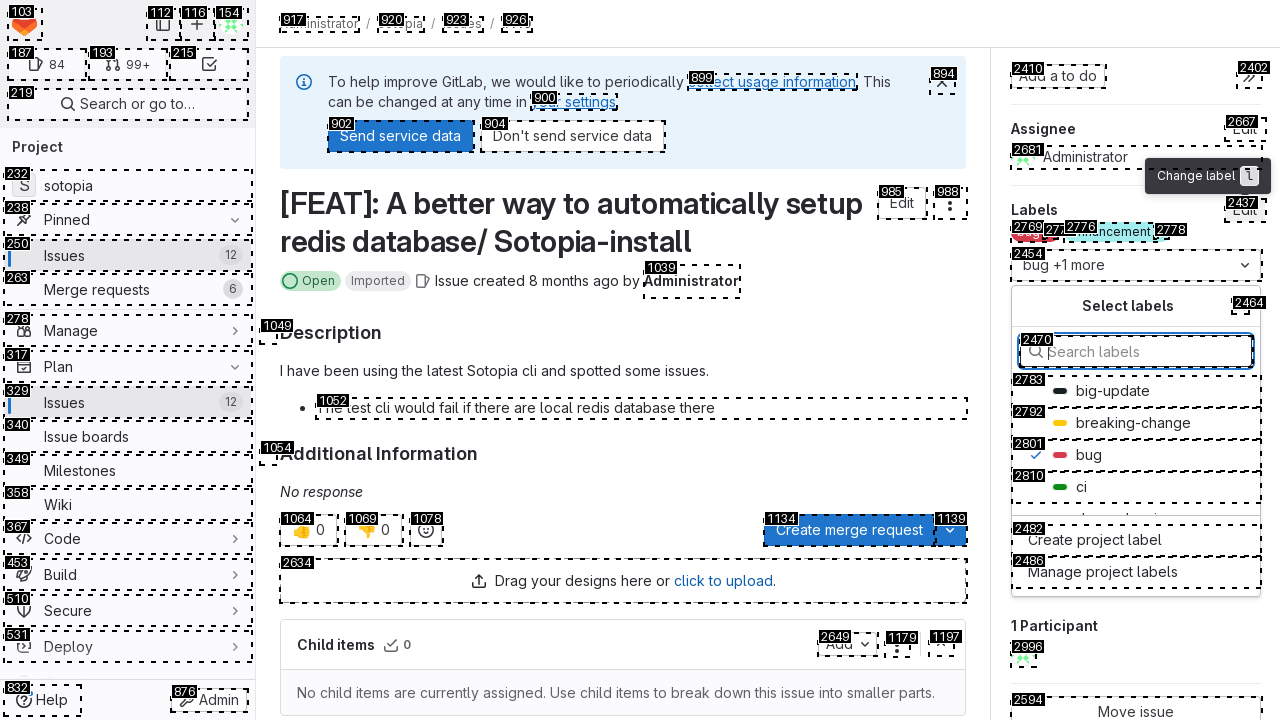 103
112
116
154
187
84
193
99+
215
219
Search or go to…
Project
232
S
sotopia
238
Pinned
250
Issues
12
263
Merge requests
6
278
Manage
317
Plan
329
Issues
12
340
Issue boards
349
Milestones
358
Wiki
367
Code
453
Build
510
Secure
531
Deploy
832
Help
876
Admin
917
Administrator
/
920
sotopia
/
923
Issues
/
926
To help improve GitLab, we would like to periodically
899
collect usage information
. This
can be changed at any time in
900
your settings
.
894
902
Send service data
904
Don't send service data
[FEAT]: A better way to automatically setup
redis database/ Sotopia-install
985
Edit
988
Open
Imported
Issue created 8 months ago by
1039
Administrator
1049
Description
I have been using the latest Sotopia cli and spotted some issues.
1052
The test cli would fail if there are local redis database there
1054
Additional Information
No response
1064
0
1069
0
1078
1134
Create merge request
1139
2634
Drag your designs here or click to upload.
Child items
0
2649
Add
1179
1197
No child items are currently assigned. Use child items to break down this issue into smaller parts.
2410
Add a to do
2402
Assignee
2667
Edit
2681
Administrator
Change label
l
Labels
2437
Edit
2769
bug
2776
enhancement
2778
2454
bug +1 more
Select labels
2464
2470
Search labels
2783
big-update
2792
breaking-change
2801
bug
2810
ci
2482
Create project label
2486
Manage project labels
1 Participant
2996
2594
Move issue